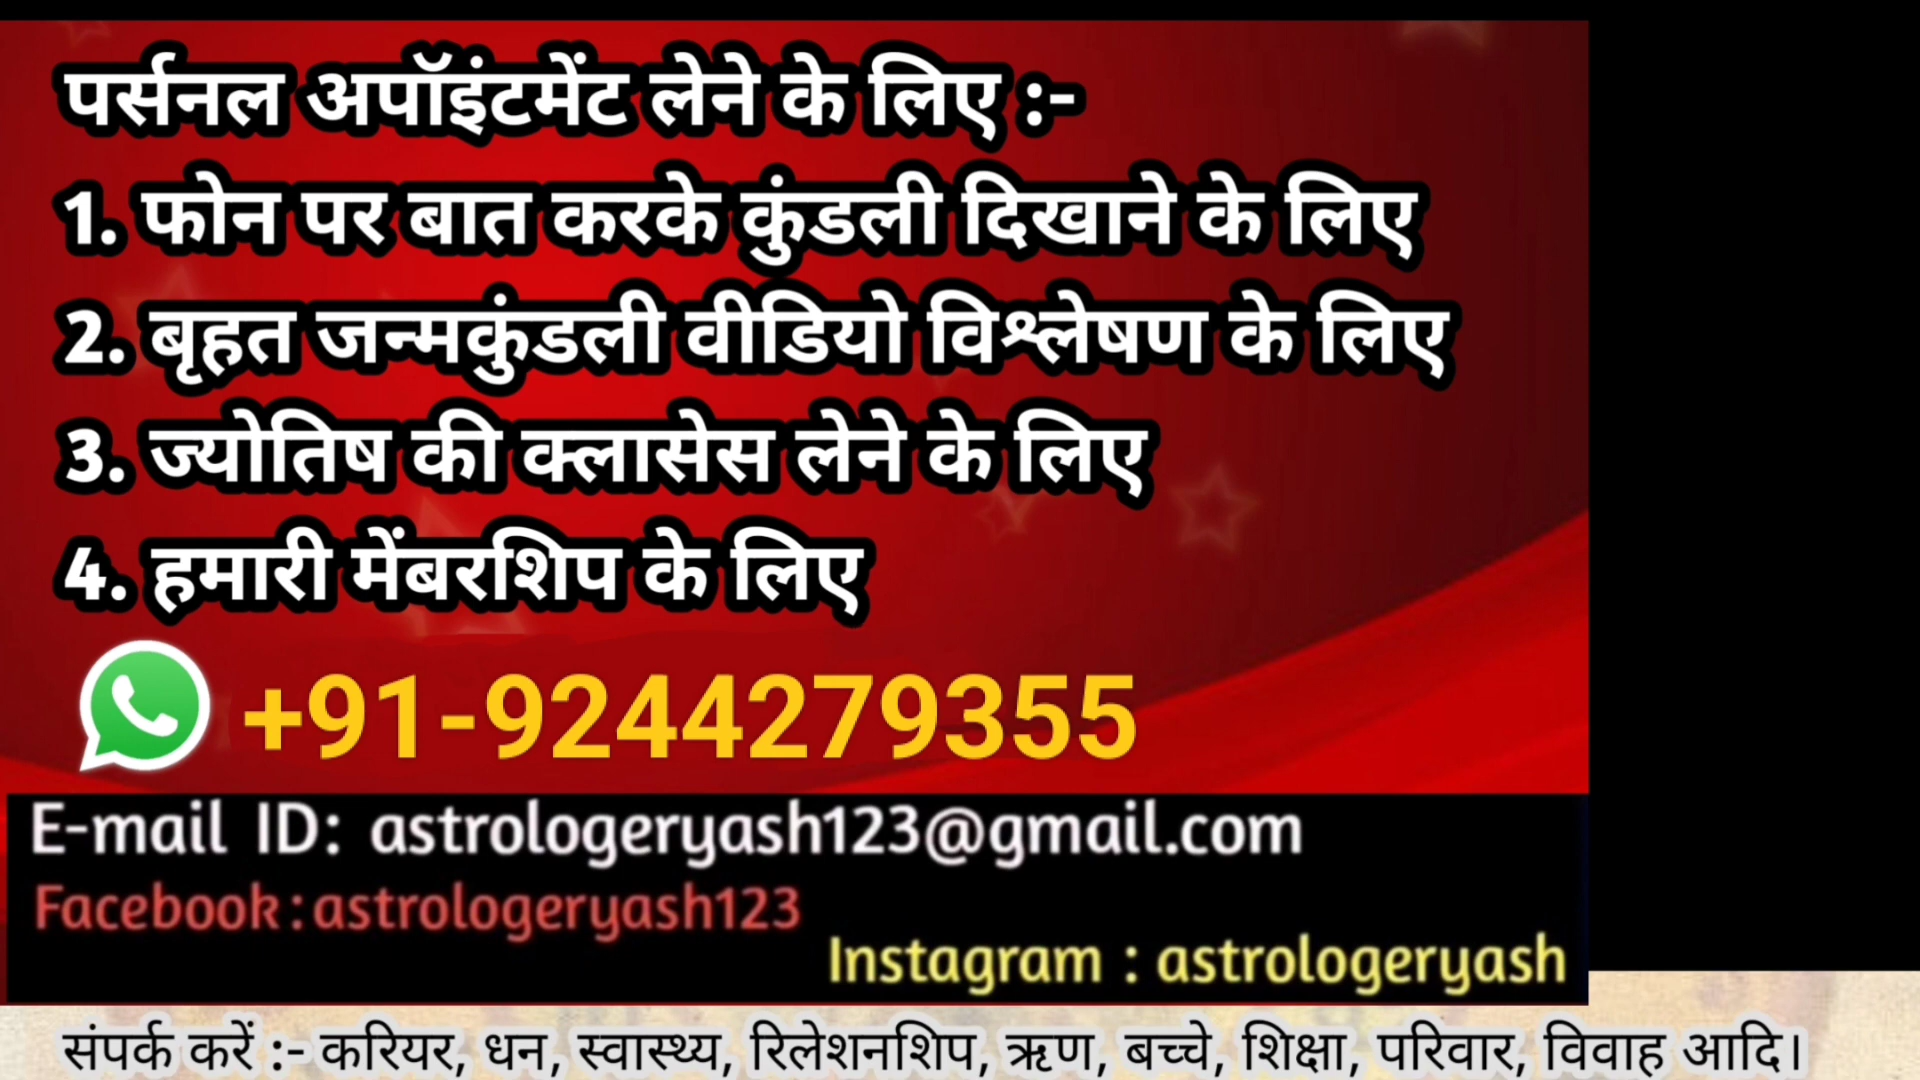 पर्सनल अपॉइंटमेंट लेने के लिए :-
1. फोन पर बात करके कुंडली दिखाने के लिए
2. बृहत जन्मकुंडली वीडियो विश्लेषण के लिए
3. ज्योतिष की क्लासेस लेने के लिए
4. हमारी मेंबरशिप के लिए
+91-9244279355
E-mail ID: astrologeryash123@gmail.com
Facebook : astrologeryash123
Instagram : astrologeryash
संपर्क करें :- करियर, धन, स्वास्थ्य, रिलेशनशिप, ऋण, बच्चे, शिक्षा, परिवार, विवाह आदि।